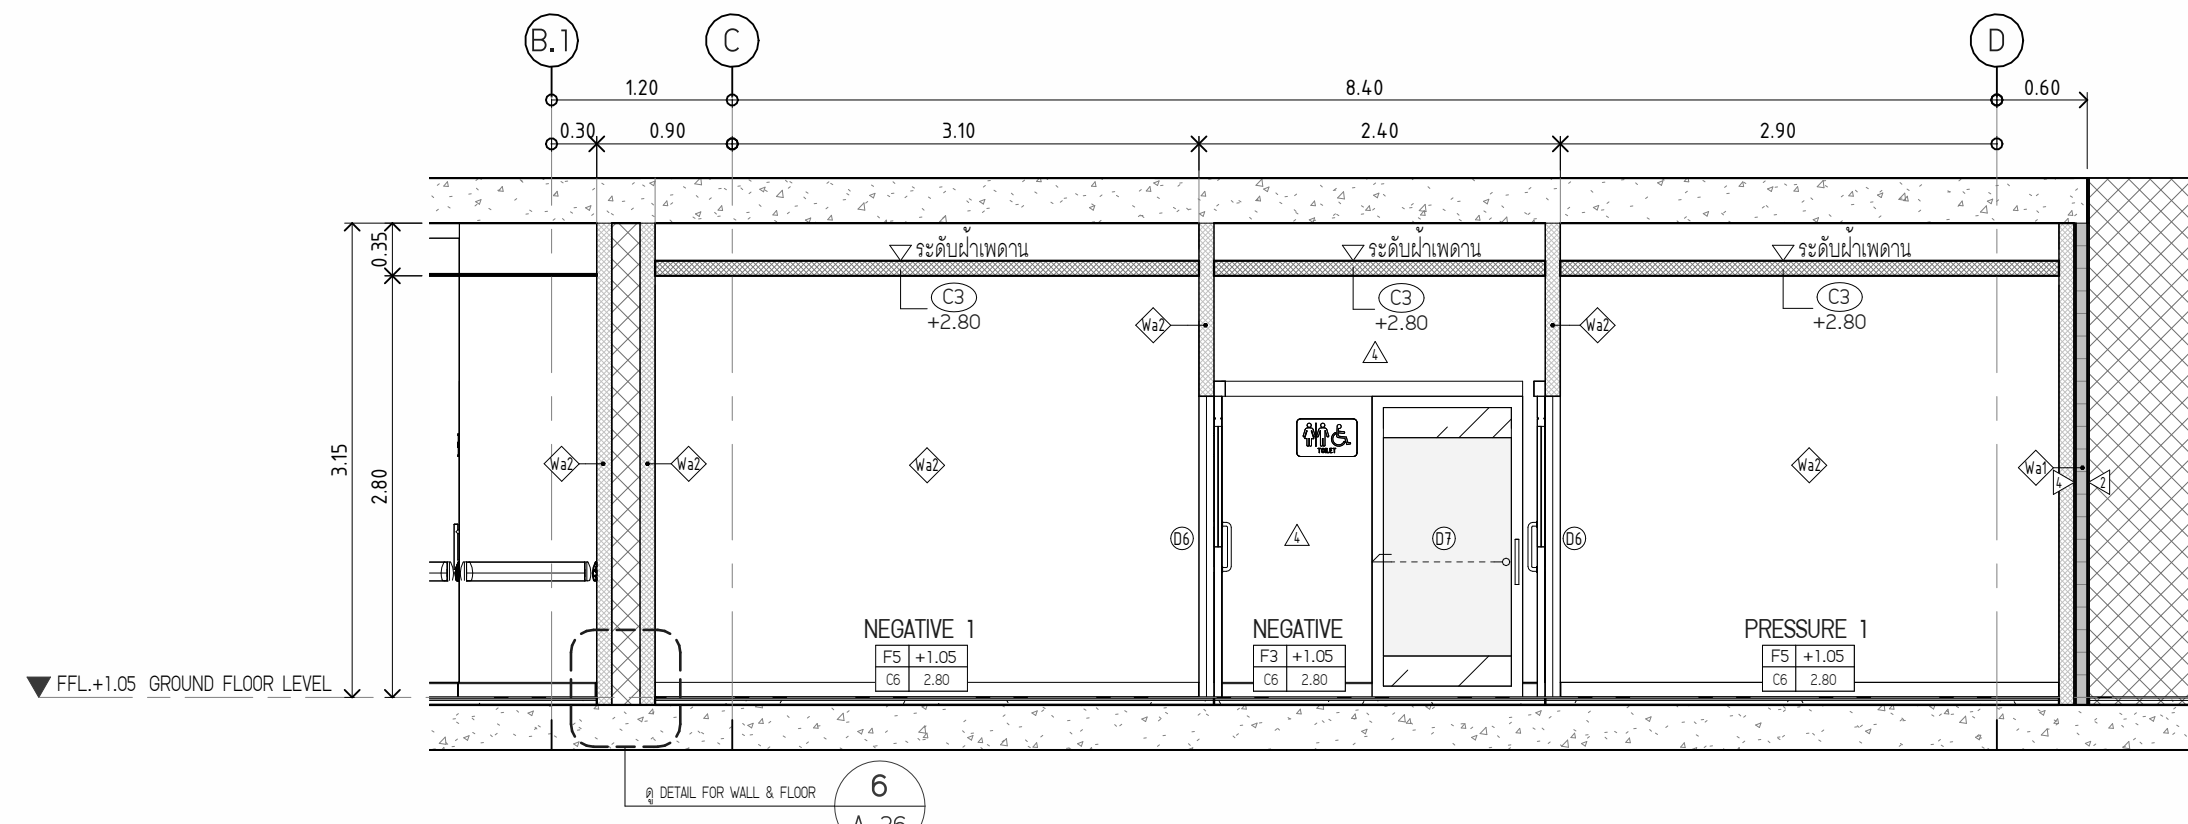 B.1 C D
1.20 8.40 0.60
0.30 0.90 3.10 2.40 2.90
0.35
ระดับฝ้าเพดาน ระดับฝ้าเพดาน ระดับฝ้าเพดาน
C3 C3 C3
+2.80 +2.80 +2.80
Wa2 Wa2
4
TOILET
3.15
2.80
Wa2 Wa2 Wa2 Wa2 Wa1
4 2
D6 4 D7 D6
NEGATIVE 1 NEGATIVE PRESSURE 1
F5 +1.05 F3 +1.05 F5 +1.05
C6 2.80 C6 2.80 C6 2.80
FFL.+1.05 GROUND FLOOR LEVEL
6
ดู DETAIL FOR WALL & FLOOR